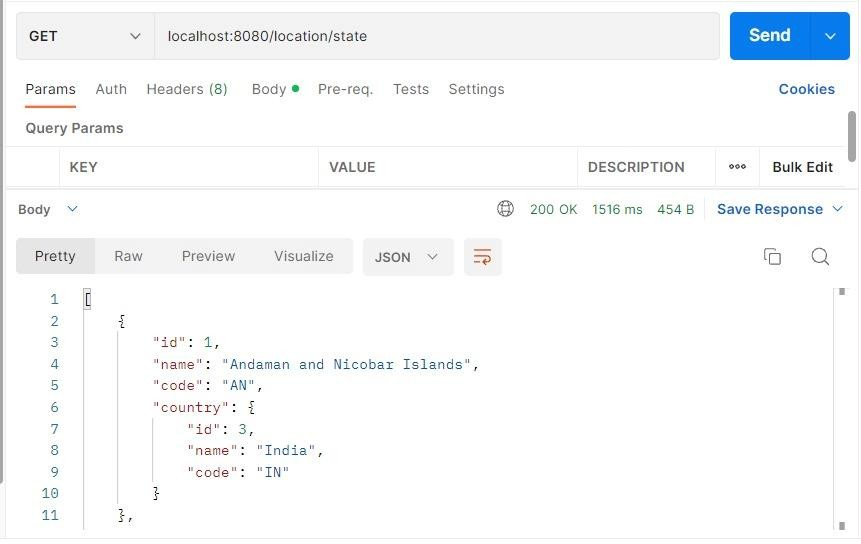 GET localhost:8080/location/state Send
Params Auth Headers (8) Body Pre-req. Tests Settings Cookies
Query Params
KEY VALUE DESCRIPTION ooo Bulk Edit
Body 200 OK 1516 ms 454 B Save Response
Pretty Raw Preview Visualize JSON
1 [
2 {
3 "id": 1,
4 "name": "Andaman and Nicobar Islands",
5 "code": "AN",
6 "country": {
7 "id": 3,
8 "name": "India",
9 "code": "IN"
10 }
11 },